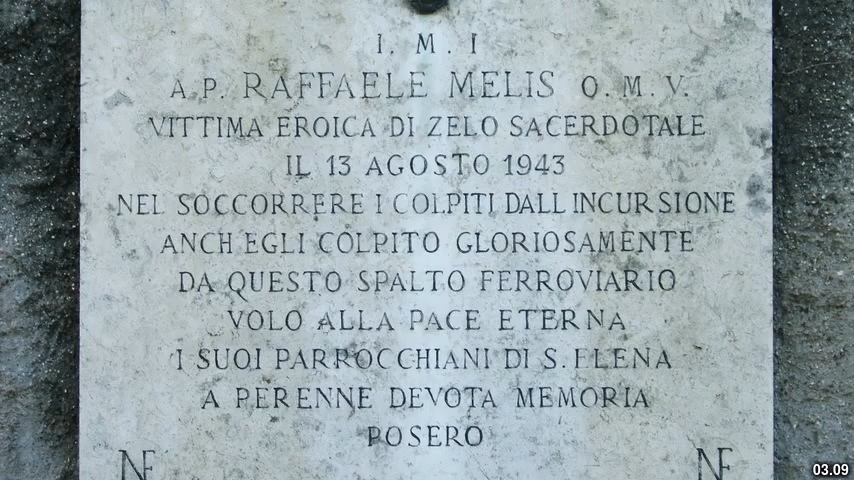 I. M. I
A. P. RAFFAELE MELIS O. M. V.
VITTIMA EROICA DI ZELO SACERDOTALE
IL 13 AGOSTO 1943
NEL SOCCORRERE I COLPITI DALL INCURSIONE
ANCH EGLI COLPITO GLORIOSAMENTE
DA QUESTO SPALTO FERROVIARIO
VOLO ALLA PACE ETERNA
I SUOI PARROCCHIANI DI S. ELENA
A PERENNE DEVOTA MEMORIA
POSERO
NF NF
03.09